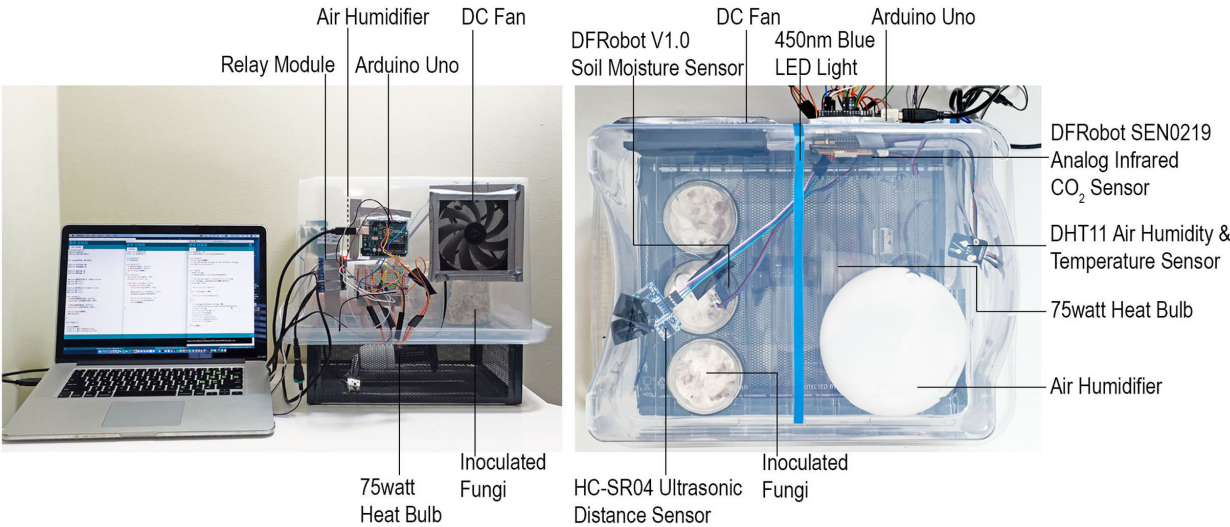 Air Humidifier
DC Fan
Relay Module
Arduino Uno
75watt
Heat Bulb
Inoculated
Fungi
DC Fan
Arduino Uno
DFRobot V1.0
Soil Moisture Sensor
450nm Blue
LED Light
DFRobot SEN0219
Analog Infrared
CO2 Sensor
DHT11 Air Humidity &
Temperature Sensor
75watt Heat Bulb
Air Humidifier
HC-SR04 Ultrasonic
Distance Sensor
Inoculated
Fungi